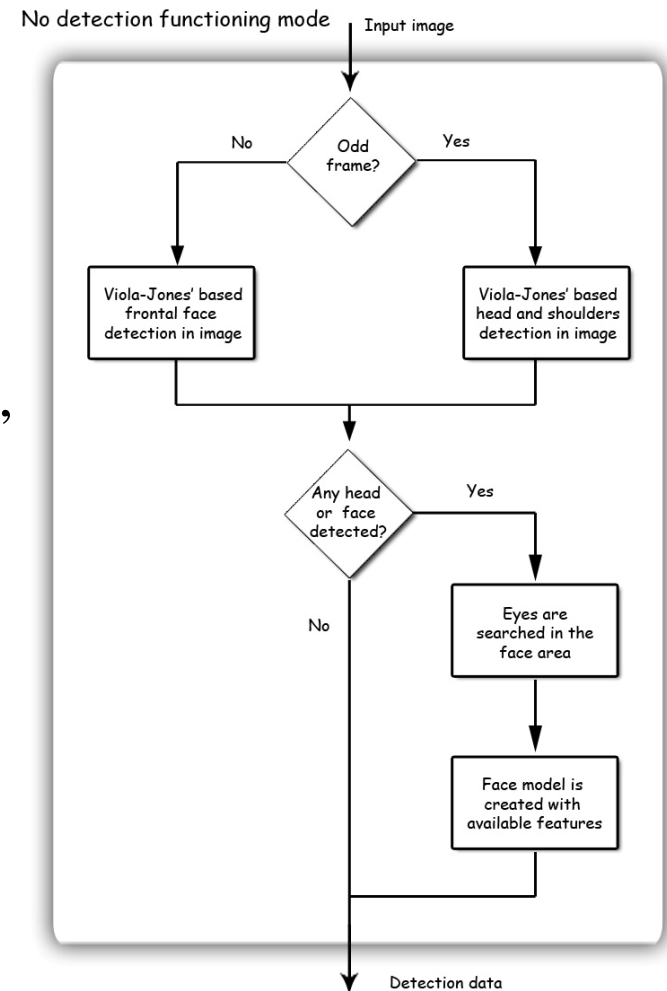 No detection functioning mode
Input image
Odd
frame?
No
Yes
Viola-Jones' based
frontal face
detection in image
Viola-Jones' based
head and shoulders
detection in image
,
Any head
or face
detected?
Yes
No
Eyes are
searched in the
face area
Face model is
created with
available features
Detection data